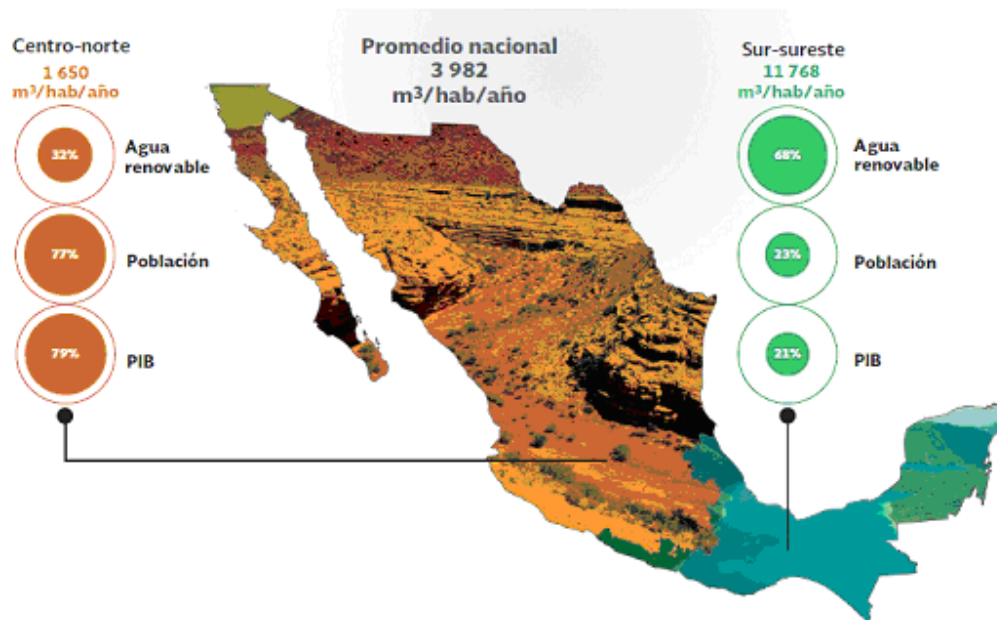 Centro-norte
1 650
m³/hab/año
32%
Agua
renovable
77%
Población
79%
PIB
Promedio nacional
3 982
m³/hab/año
Sur-sureste
11 768
m³/hab/año
68%
Agua
renovable
23%
Población
21%
PIB